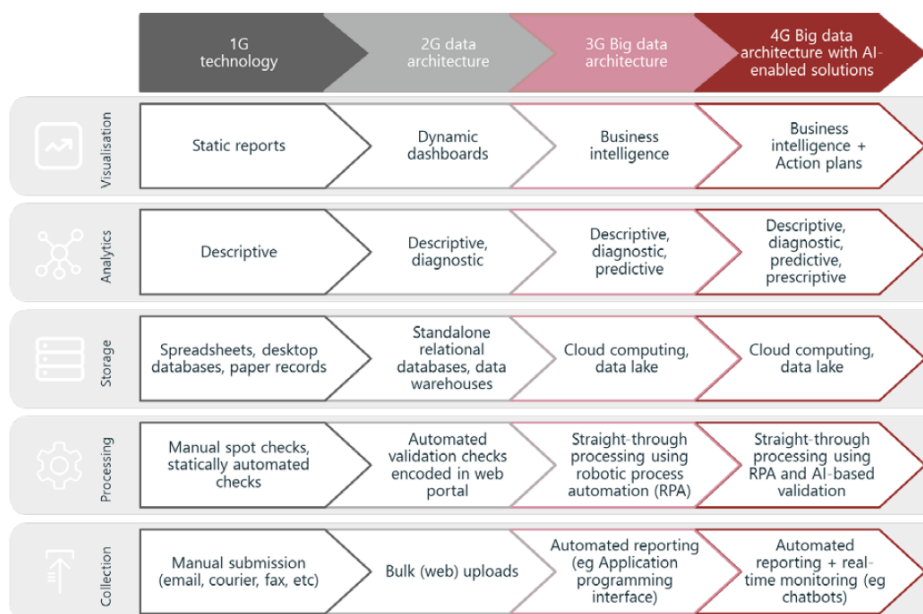 1G
technology
2G data
architecture
3G Big data
architecture
4G Big data
architecture with AI-
enabled solutions
Visualisation
Static reports
Dynamic
dashboards
Business
intelligence
Business
intelligence +
Action plans
Analytics
Descriptive
Descriptive,
diagnostic
Descriptive,
diagnostic,
predictive
Descriptive,
diagnostic,
predictive,
prescriptive
Storage
Spreadsheets, desktop
databases, paper records
Standalone
relational
databases, data
warehouses
Cloud computing,
data lake
Cloud computing,
data lake
Processing
Manual spot checks,
statically automated
checks
Automated
validation checks
encoded in web
portal
Straight-through
processing using
robotic process
automation (RPA)
Straight-through
processing using
RPA and AI-based
validation
Collection
Manual submission
(email, courier, fax, etc)
Bulk (web) uploads
Automated reporting
(eg Application
programming
interface)
Automated
reporting + real-
time monitoring (eg
chatbots)